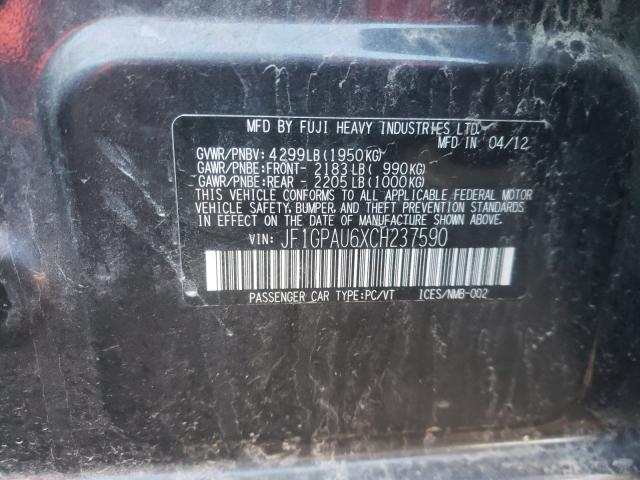 MFD BY FUJI HEAVY INDUSTRIES LTD.
MFD IN 04/12
GVWR/PNBV: 4299LB(1950KG)
GAWR/PNBE:FRONT- 2183LB( 990KG)
GAWR/PNBE:REAR - 2205LB(1000KG)
THIS VEHICLE CONFORMS TO ALL APPLICABLE FEDERAL MOTOR
VEHICLE SAFETY, BUMPER, AND THEFT PREVENTION STANDARDS
IN EFFECT ON THE DATE OF MANUFACTURE SHOWN ABOVE.
VIN: JF1GPAU6XCH237590
PASSENGER CAR TYPE:PC/VT ICES/NMB-002